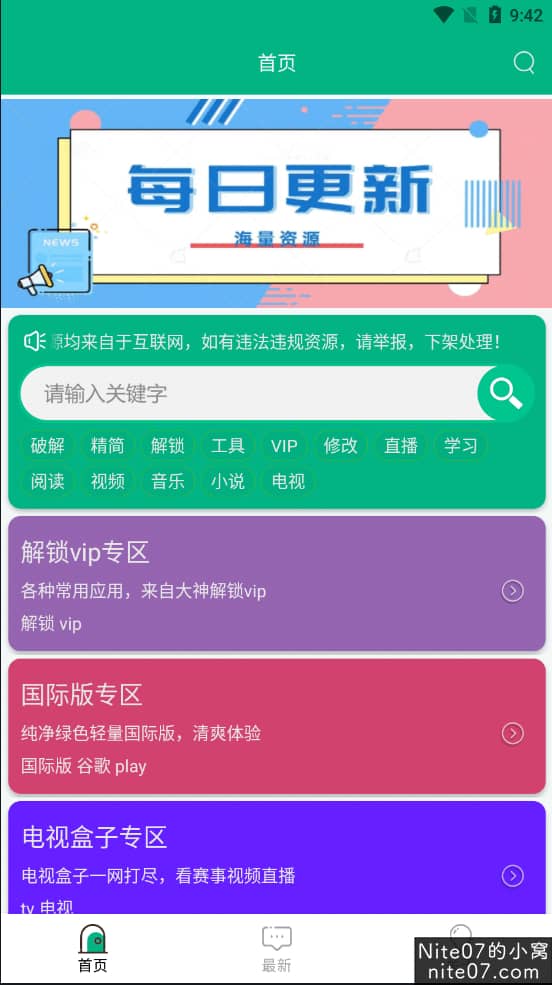 9:42
首页
每日更新
海量资源
NEWS
源均来自于互联网，如有违法违规资源，请举报，下架处理！
请输入关键字
破解 精简 解锁 工具 VIP 修改 直播 学习
阅读 视频 音乐 小说 电视
解锁vip专区
各种常用应用，来自大神解锁vip
解锁 vip
国际版专区
纯净绿色轻量国际版，清爽体验
国际版 谷歌 play
电视盒子专区
电视盒子一网打尽，看赛事视频直播
tv 电视
首页
最新
Nite07的小窝
nite07.com